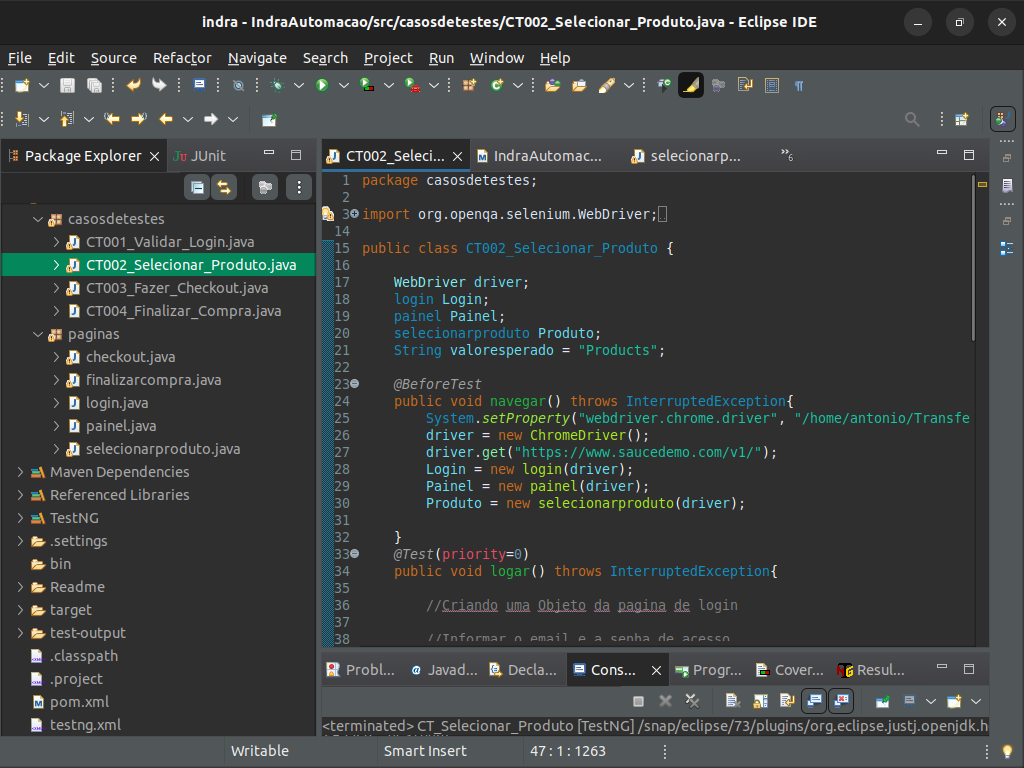 indra - IndraAutomacao/src/casosdetestes/CT002_Selecionar_Produto.java - Eclipse IDE
File Edit Source Refactor Navigate Search Project Run Window Help
Package Explorer
JUnit
casosdetestes
CT001_Validar_Login.java
CT002_Selecionar_Produto.java
CT003_Fazer_Checkout.java
CT004_Finalizar_Compra.java
paginas
checkout.java
finalizarcompra.java
login.java
painel.java
selecionarproduto.java
Maven Dependencies
Referenced Libraries
TestNG
.settings
bin
Readme
target
test-output
.classpath
.project
pom.xml
testng.xml
CT002_Seleci... IndraAutomac... selecionarp... »6
1 package casosdetestes;
2
3 import org.openqa.selenium.WebDriver;
14
15 public class CT002_Selecionar_Produto {
16
17 WebDriver driver;
18 login Login;
19 painel Painel;
20 selecionarproduto Produto;
21 String valoresperado = "Products";
22
23 @BeforeTest
24 public void navegar() throws InterruptedException{
25 System.setProperty("webdriver.chrome.driver", "/home/antonio/Transfe
26 driver = new ChromeDriver();
27 driver.get("https://www.saucedemo.com/v1/");
28 Login = new login(driver);
29 Painel = new painel(driver);
30 Produto = new selecionarproduto(driver);
31
32 }
33 @Test(priority=0)
34 public void logar() throws InterruptedException{
35
36 //Criando uma Objeto da pagina de login
37
38 //Informar o email e a senha de acesso
Probl... Javad... Decla... Cons... Progr... Cover... Resul...
<terminated> CT_Selecionar_Produto [TestNG] /snap/eclipse/73/plugins/org.eclipse.justj.openjdk.h
Writable Smart Insert 47 : 1 : 1263